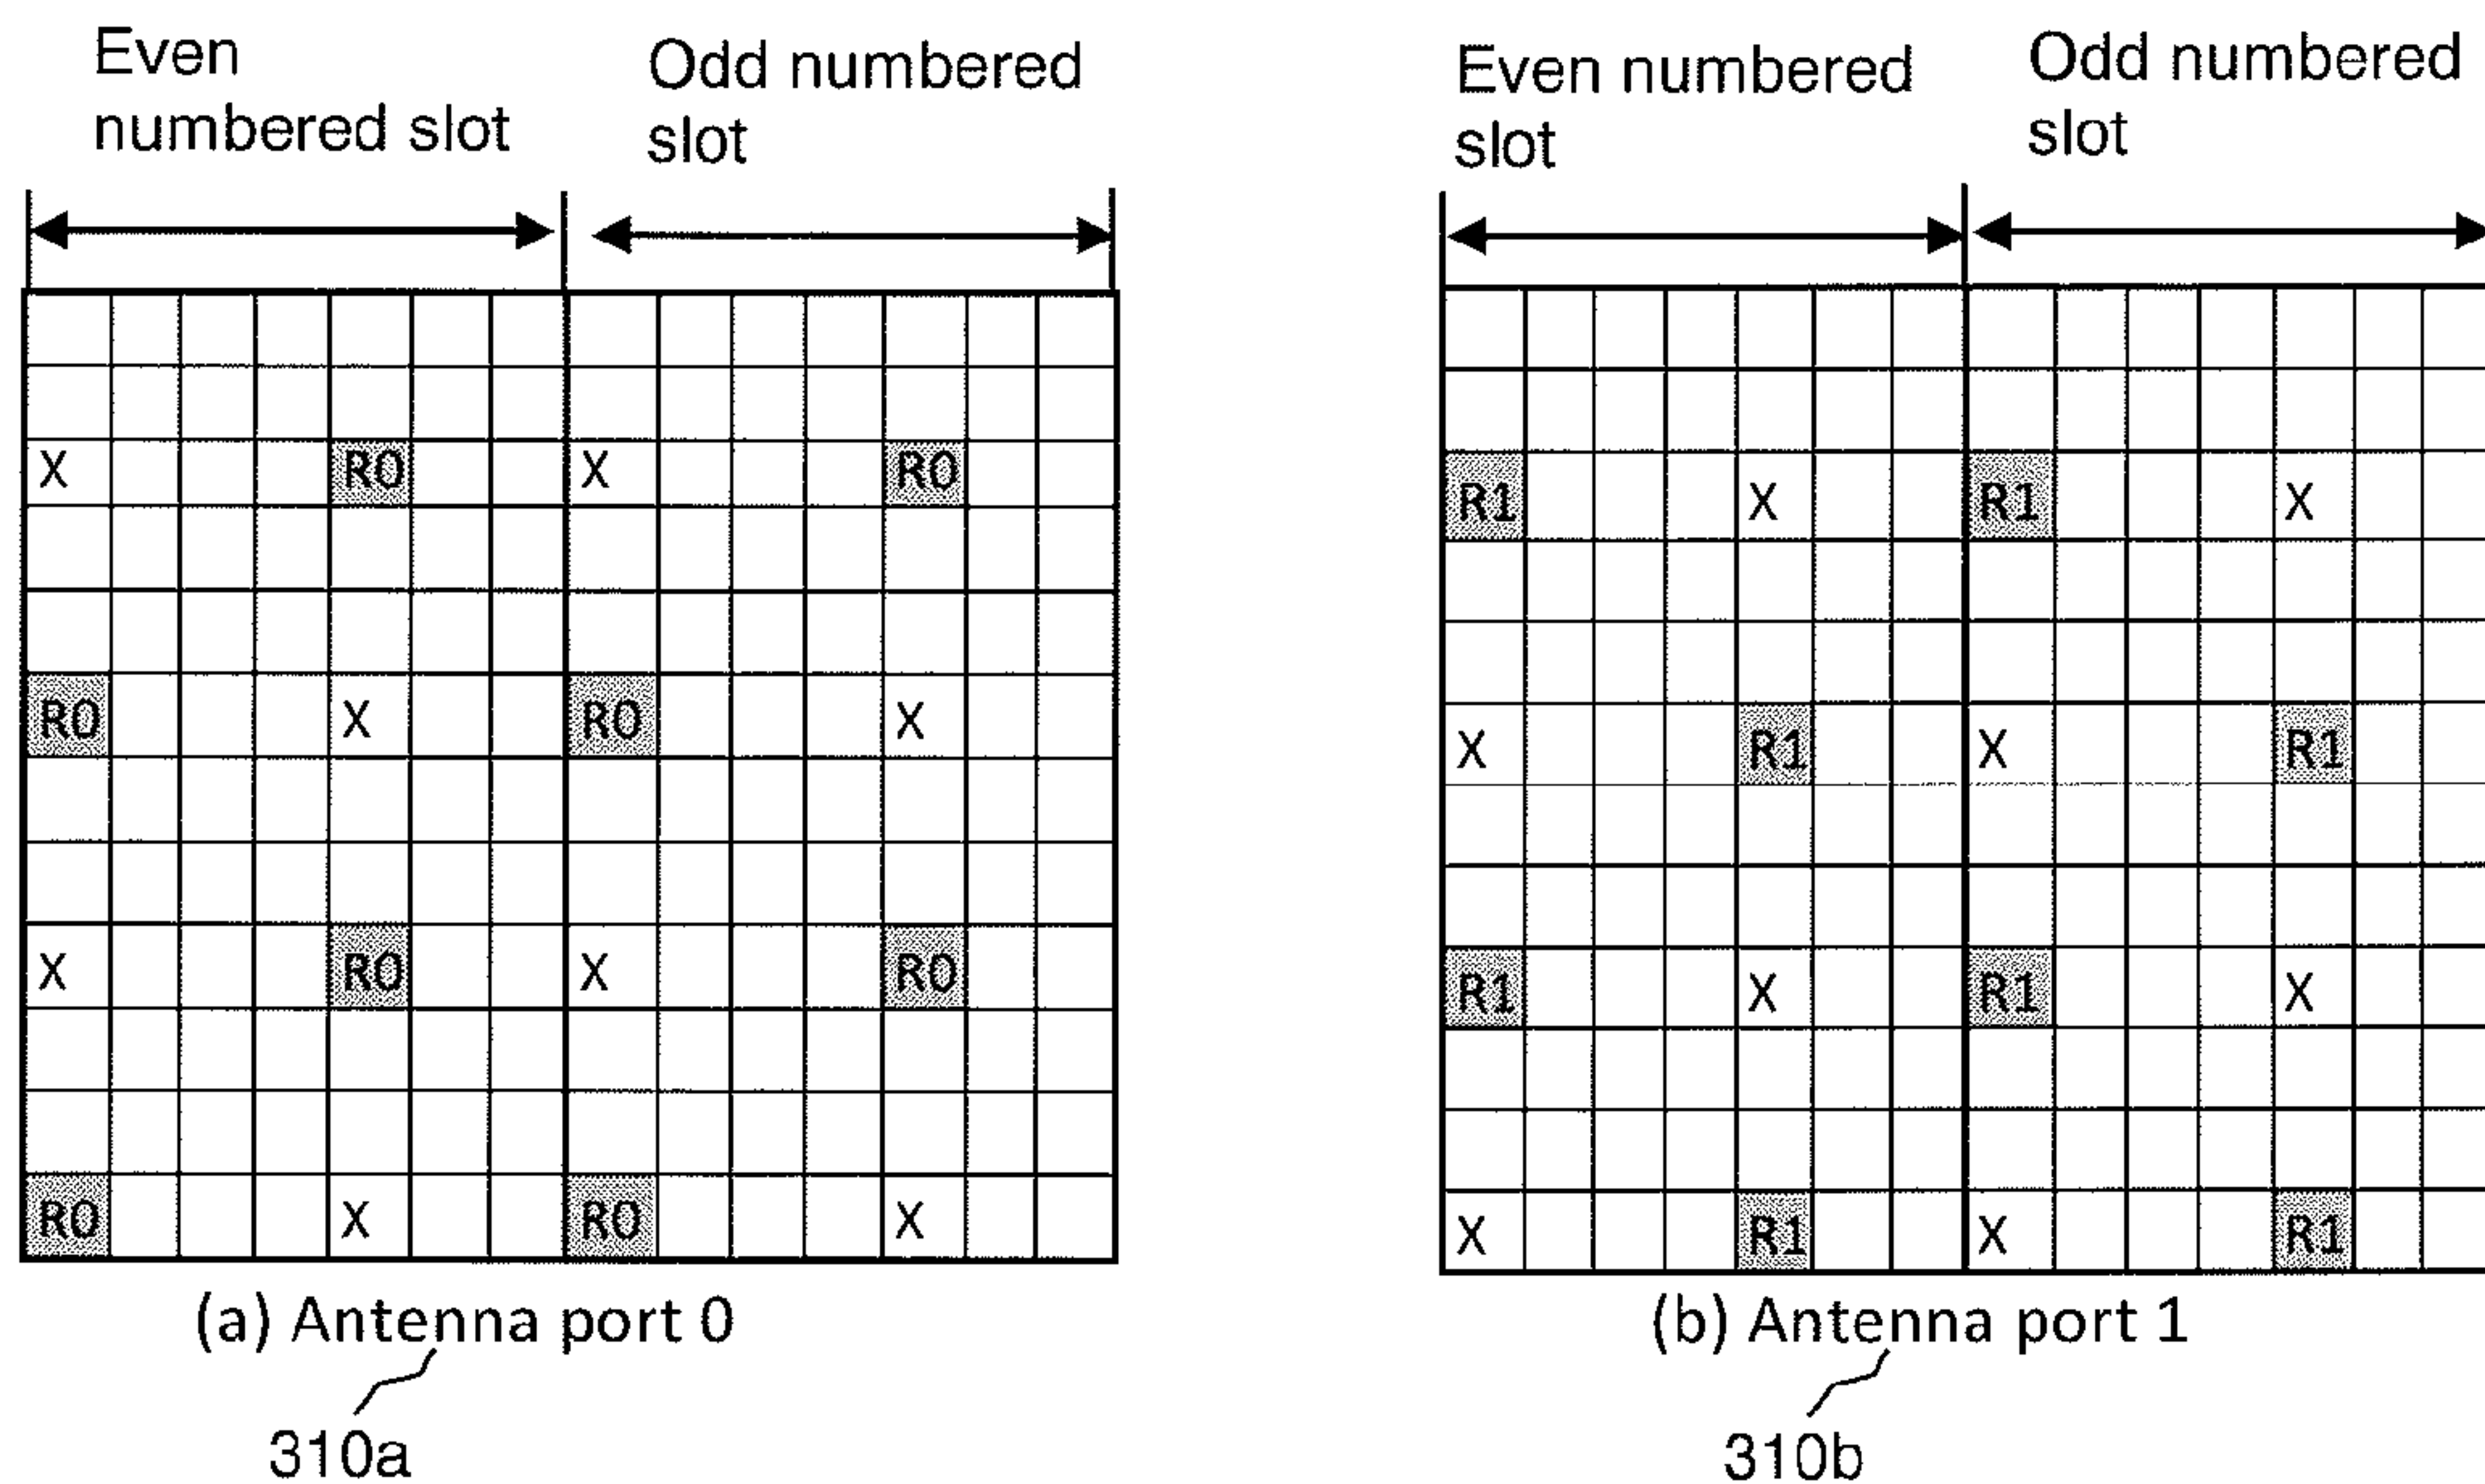 Even
numbered slot
Odd numbered
slot
Even numbered
slot
Odd numbered
slot
X R0 X R0
R0 X R0 X
X R0 X R0
R0 X R0 X
R1 X R1 X
X R1 X R1
R1 X R1 X
X R1 X R1
(a) Antenna port 0
310a
(b) Antenna port 1
310b